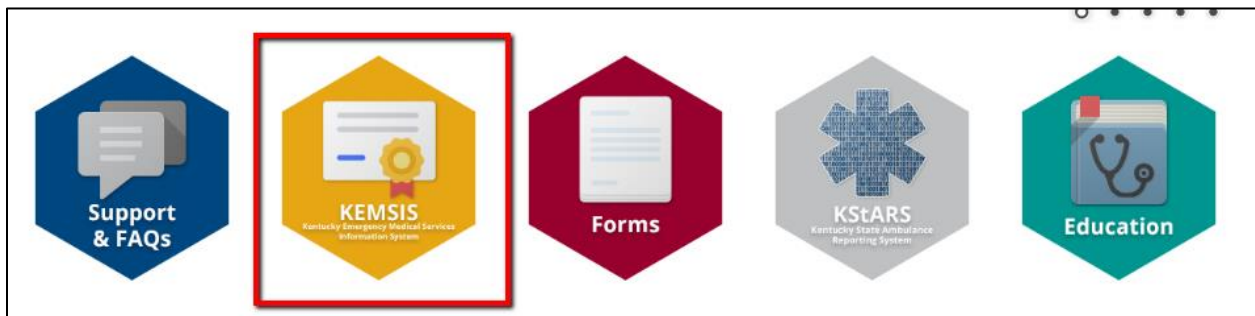 Support
& FAQs
KEMSIS
Kentucky Emergency Medical Services
Information System
Forms
KStARS
Kentucky State Ambulance
Reporting System
Education